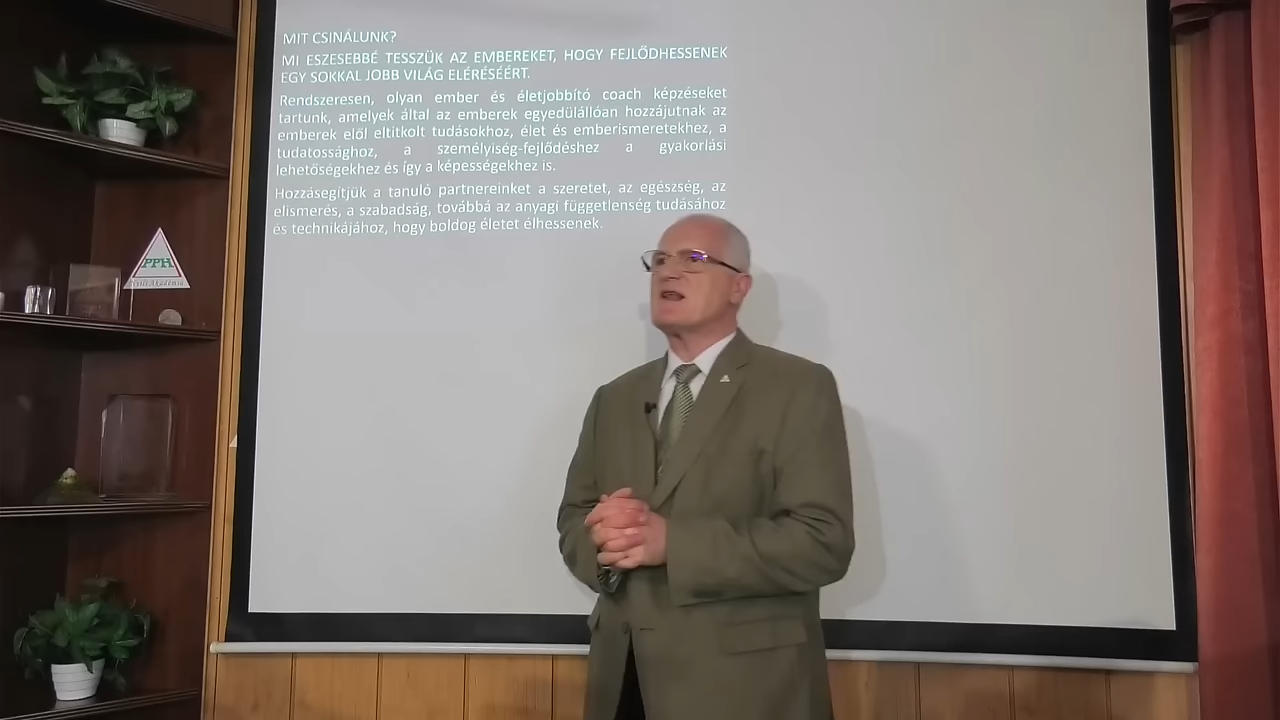 MIT CSINÁLUNK?
MI ESZESEBBÉ TESSZÜK AZ EMBEREKET, HOGY FEJLŐDHESSENEK
EGY SOKKAL JOBB VILÁG ELÉRÉSÉÉRT.
Rendszeresen, olyan ember és életjobbító coach képzéseket
tartunk, amelyek által az emberek egyedülállóan hozzájutnak az
emberek elől eltitkolt tudásokhoz, élet és emberismeretekhez, a
tudatossághoz, a személyiség-fejlődéshez a gyakorlási
lehetőségekhez és így a képességekhez is.
Hozzásegítjük a tanuló partnereinket a szeretet, az egészség, az
elismerés, a szabadság, továbbá az anyagi függetlenség tudásához
és technikájához, hogy boldog életet élhessenek.
PPH
Nyílt Akadémia